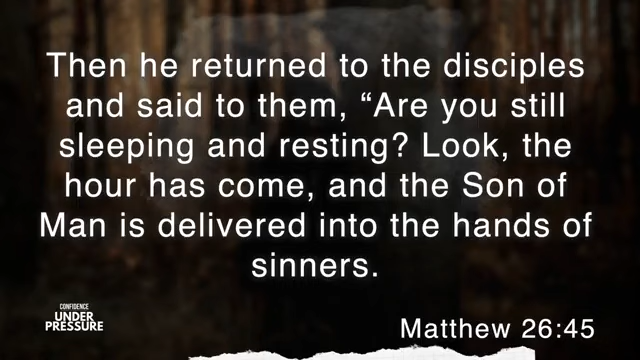 Then he returned to the disciples
and said to them, “Are you still
sleeping and resting? Look, the
hour has come, and the Son of
Man is delivered into the hands of
sinners.
Matthew 26:45
CONFIDENCE
UNDER
PRESSURE